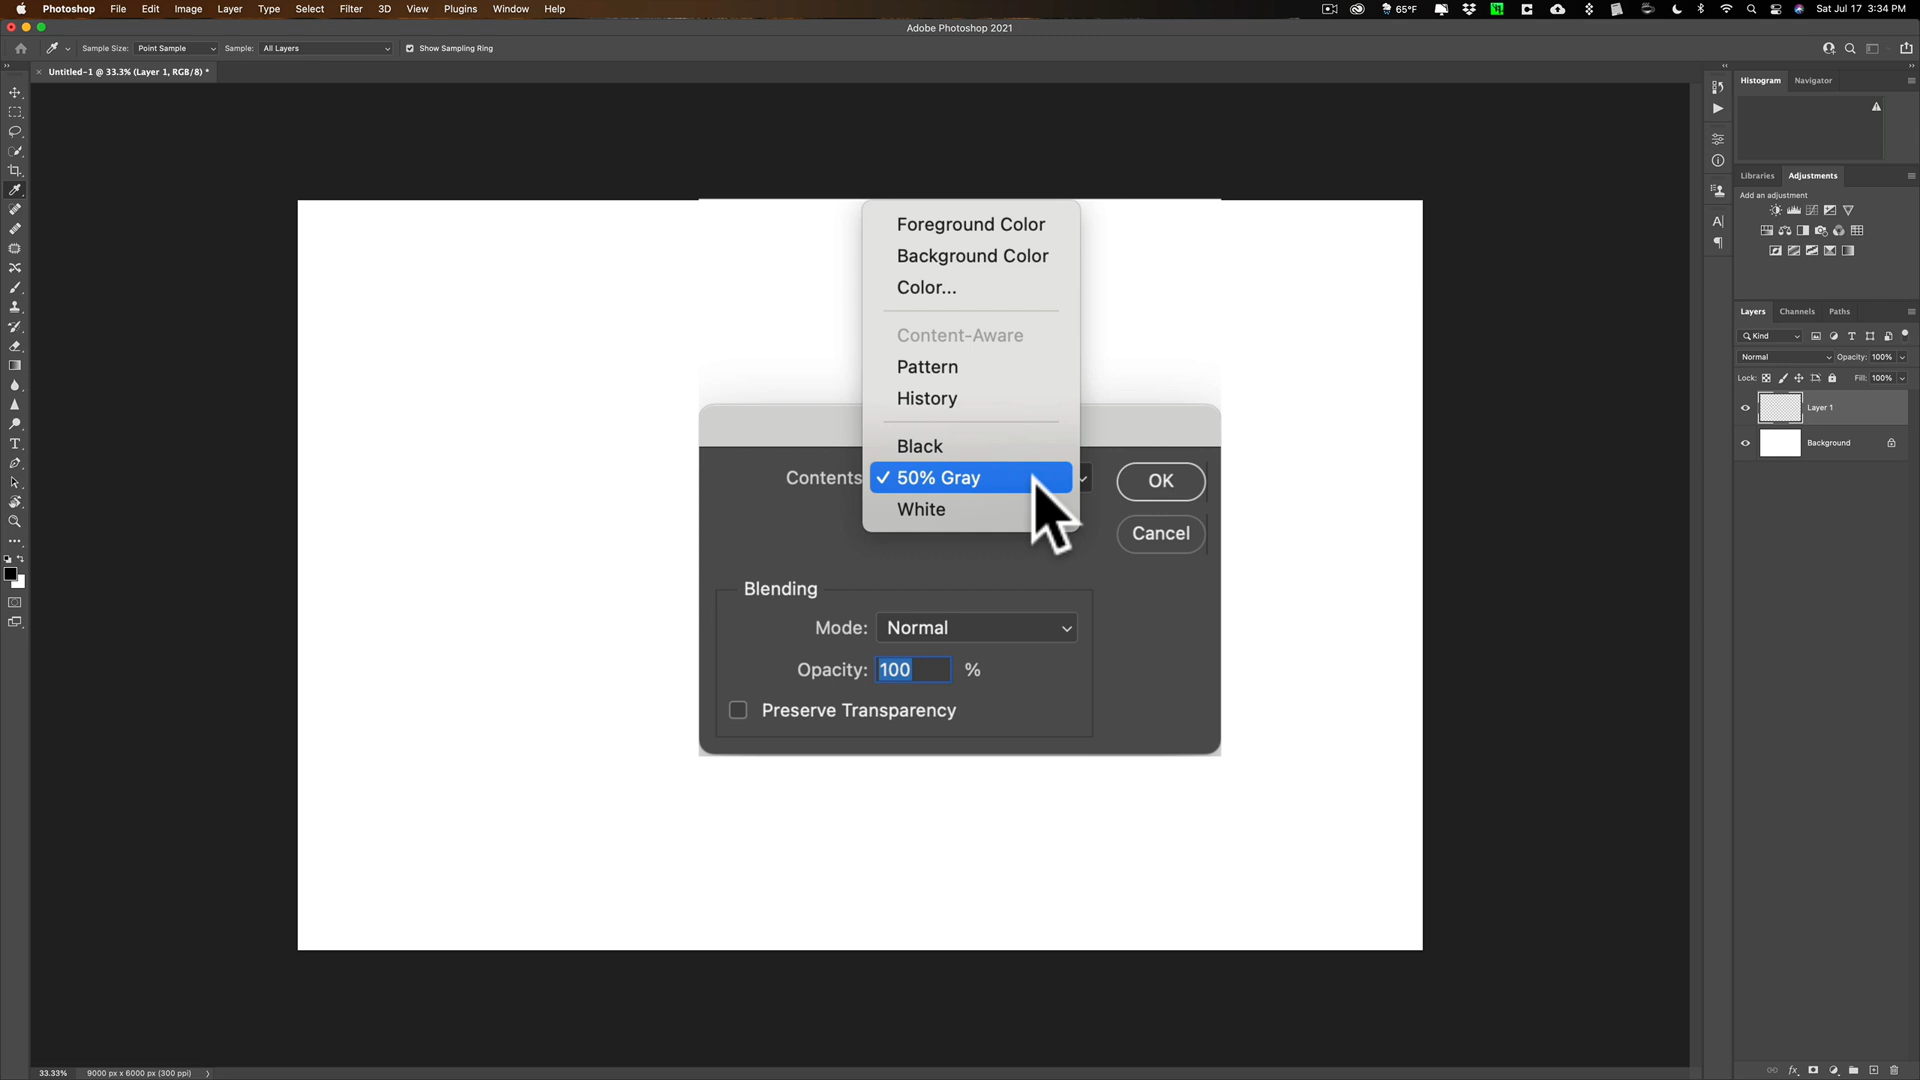 Photoshop File Edit Image Layer Type Select Filter 3D View Plugins Window Help 65°F Sat Jul 17 3:34 PM
Adobe Photoshop 2021
Sample Size: Point Sample Sample: All Layers Show Sampling Ring
Untitled-1 @ 33.3% (Layer 1, RGB/8) *
Histogram Navigator
Libraries Adjustments
Add an adjustment
Layers Channels Paths
Kind
Normal Opacity: 100%
Lock: Fill: 100%
Layer 1
Background
Foreground Color
Background Color
Color...
Content-Aware
Pattern
History
Black
Contents ✓ 50% Gray OK
White
Cancel
Blending
Mode: Normal
Opacity: 100 %
Preserve Transparency
33.33% 9000 px x 6000 px (300 ppi)